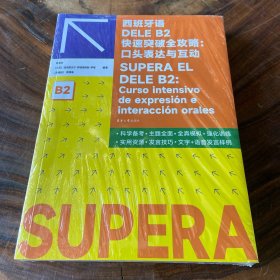 西班牙语
DELE B2
快速突破全攻略:
口头表达与互动
SUPERA EL
DELE B2:
Curso intensivo
de expresión e
interacción orales
B2
•科学备考•主题全面•全真模拟•强化训练
•实用资源•发言技巧•文字+语音发言样例
SUPERA